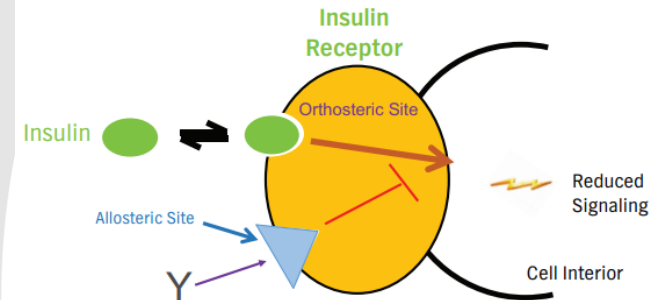 Insulin
Receptor
Orthosteric Site
Insulin
Allosteric Site
Reduced
Signaling
Cell Interior
Y